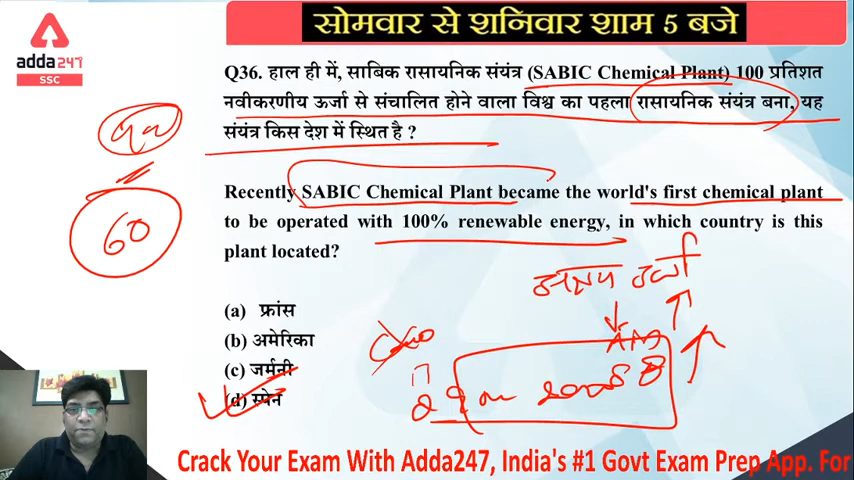 सोमवार से शनिवार शाम 5 बजे
adda247
SSC
Q36. हाल ही में, साबिक रासायनिक संयंत्र (SABIC Chemical Plant) 100 प्रतिशत
नवीकरणीय ऊर्जा से संचालित होने वाला विश्व का पहला रासायनिक संयंत्र बना, यह
संयंत्र किस देश में स्थित है ?
Recently SABIC Chemical Plant became the world's first chemical plant
to be operated with 100% renewable energy, in which country is this
plant located?
60
(a) फ्रांस
(b) अमेरिका
(c) जर्मनी
(d) स्पेन
Crack Your Exam With Adda247, India's #1 Govt Exam Prep App. For